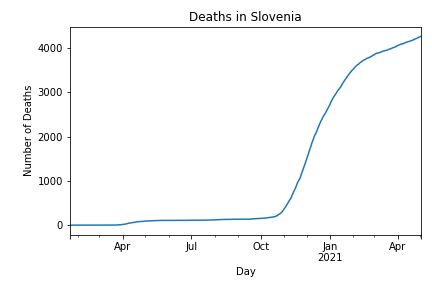 Deaths in Slovenia
4000
3000
2000
1000
0
Number of Deaths
Apr
Jul
Oct
Jan
2021
Apr
Day